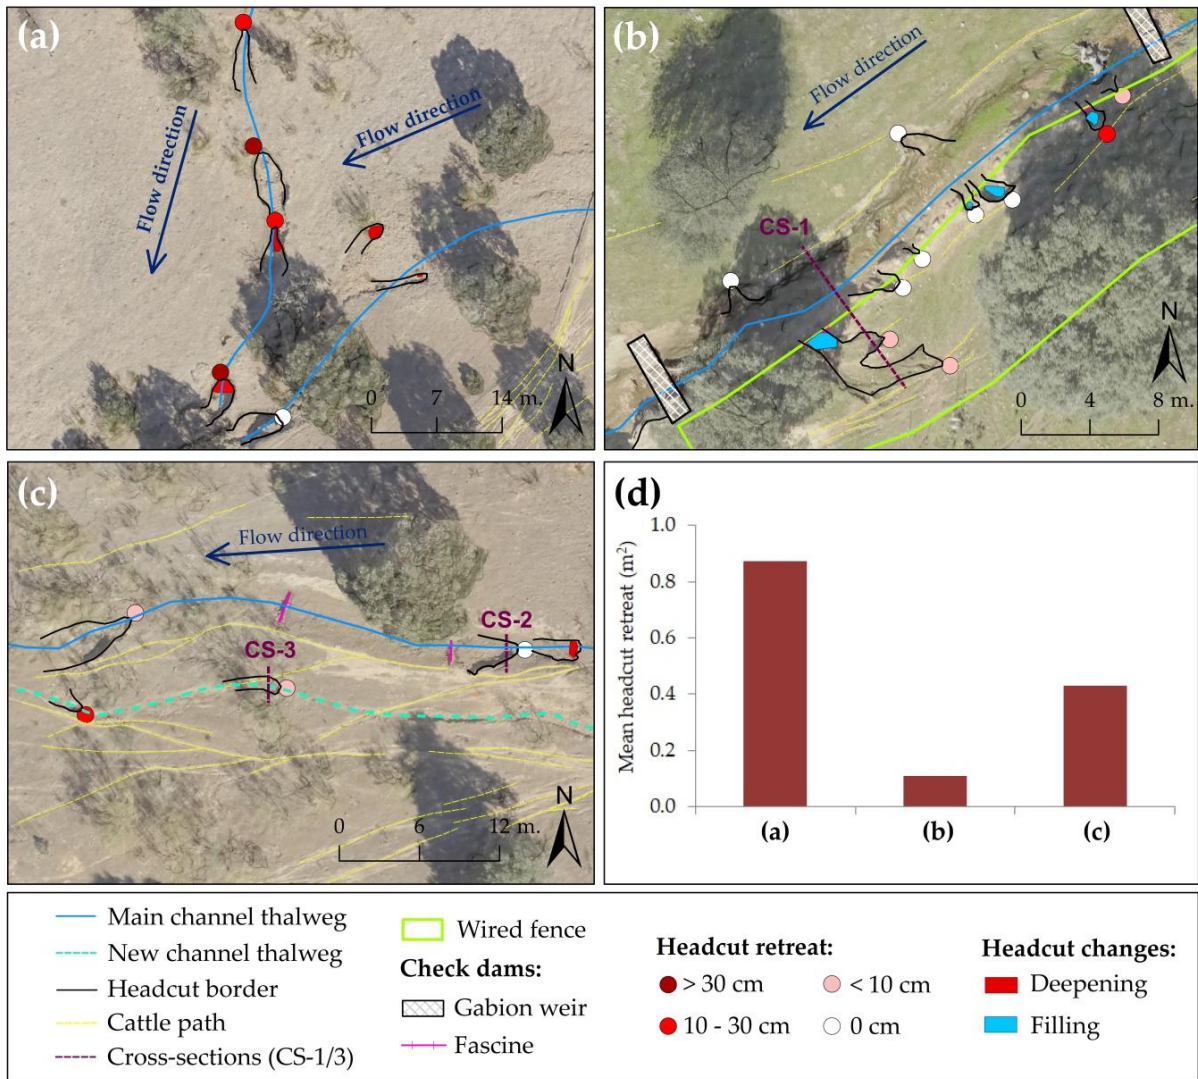 (a)
Flow direction
Flow direction
N
0 7 14 m.
(b)
Flow direction
CS-1
N
0 4 8 m.
(c)
Flow direction
CS-2
CS-3
N
0 6 12 m.
(d)
Mean headcut retreat (m²)
1.0
0.8
0.6
0.4
0.2
0.0
(a) (b) (c)
Main channel thalweg
New channel thalweg
Headcut border
Cattle path
Cross-sections (CS-1/3)
Wired fence
Check dams:
Gabion weir
Fascine
Headcut retreat:
> 30 cm
< 10 cm
10 - 30 cm
0 cm
Headcut changes:
Deepening
Filling